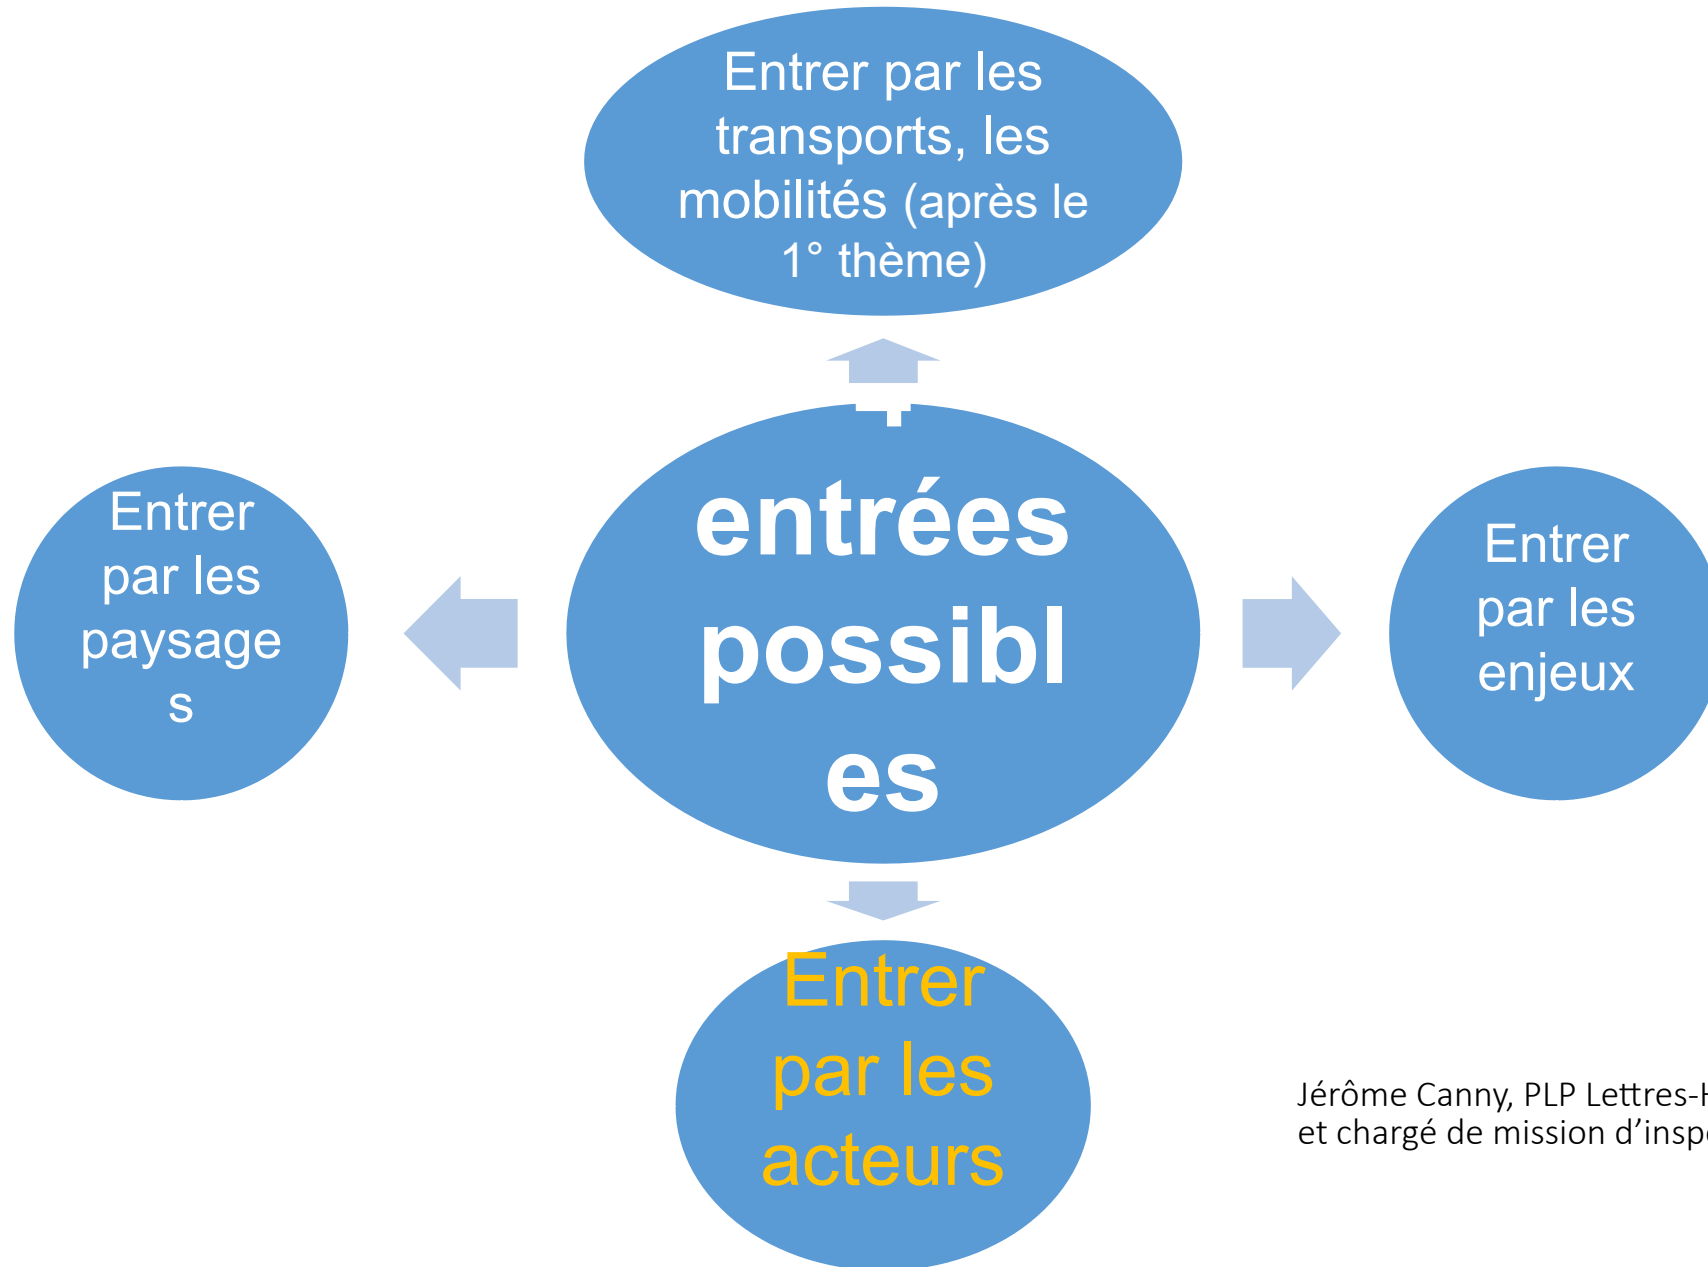 Entrer par les
transports, les
mobilités (après le
1° thème)
4
entrées
possibl
es
Entrer
par les
paysage
s
Entrer
par les
enjeux
Entrer
par les
acteurs
Jérôme Canny, PLP Lettres-H
et chargé de mission d’insp